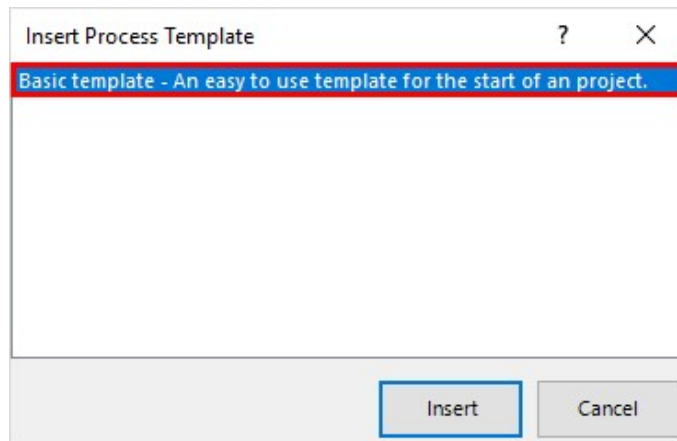 Insert Process Template ?
Basic template - An easy to use template for the start of an project.
Insert Cancel